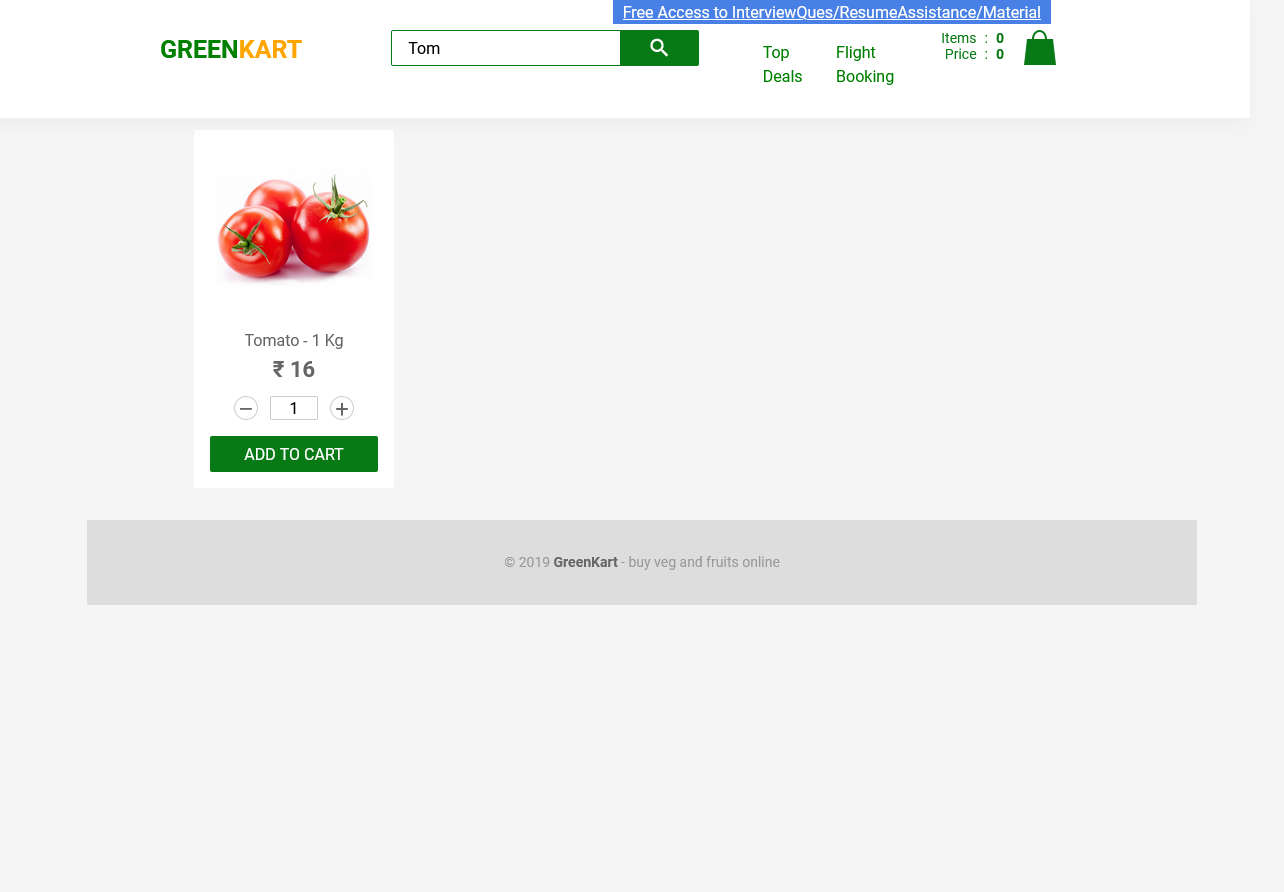 Free Access to InterviewQues/ResumeAssistance/Material
GREENKART
Tom
Top
Deals
Flight
Booking
Items : 0
Price : 0
Tomato - 1 Kg
₹ 16
1
ADD TO CART
© 2019 GreenKart - buy veg and fruits online